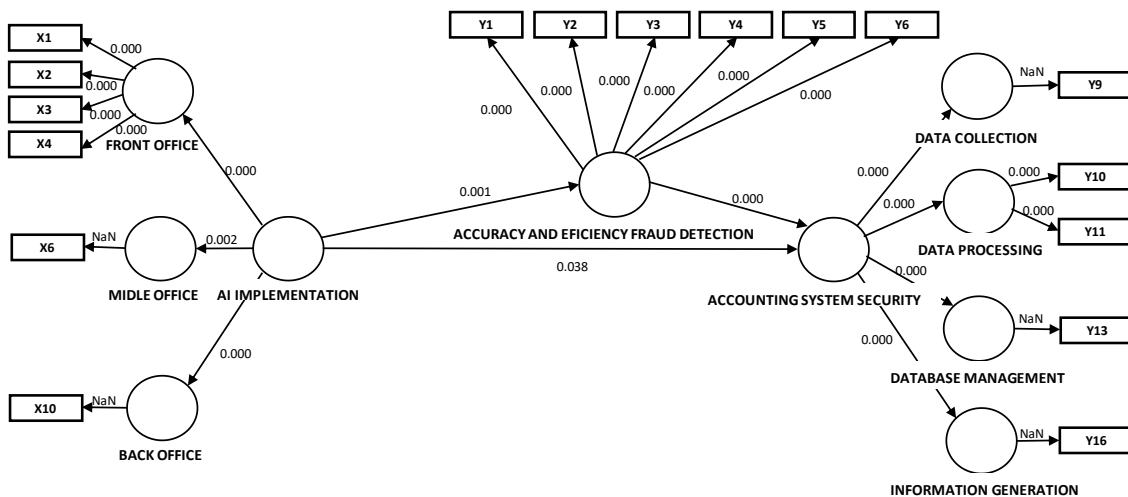 Y1 Y2 Y3 Y4 Y5 Y6
X1
0.000
X2
0.000
X3
0.000
X4
0.000
FRONT OFFICE
0.000 0.000 0.000 0.000 0.000 0.000
NaN
Y9
DATA COLLECTION
0.000
0.000
0.001
0.000
0.000
0.000
Y10
0.000
Y11
DATA PROCESSING
X6
NaN
0.002
MIDLE OFFICE
AI IMPLEMENTATION
ACCURACY AND EFICIENCY FRAUD DETECTION
0.038
ACCOUNTING SYSTEM SECURITY
0.000
NaN
Y13
DATABASE MANAGEMENT
0.000
0.000
X10
NaN
BACK OFFICE
NaN
Y16
INFORMATION GENERATION